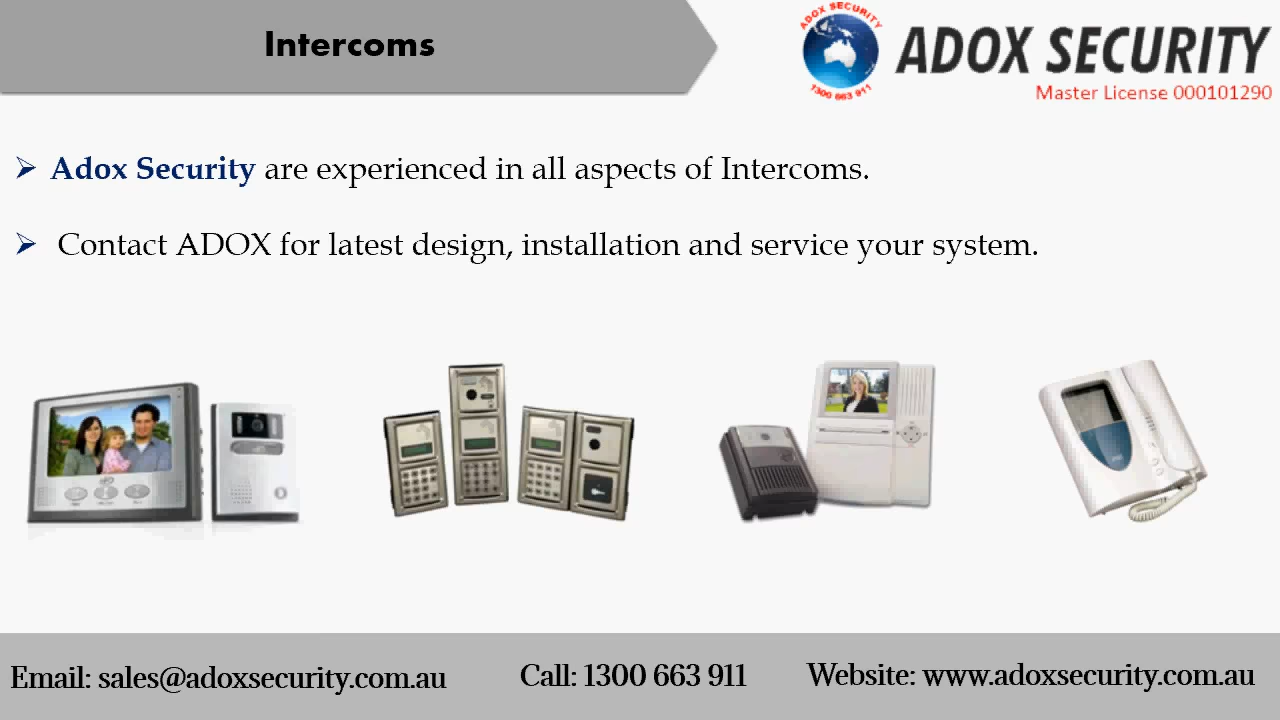 Intercoms
ADOX SECURITY
1300 663 911
ADOX SECURITY
Master License 000101290
Adox Security are experienced in all aspects of Intercoms.
Contact ADOX for latest design, installation and service your system.
Email: sales@adoxsecurity.com.au
Call: 1300 663 911
Website: www.adoxsecurity.com.au